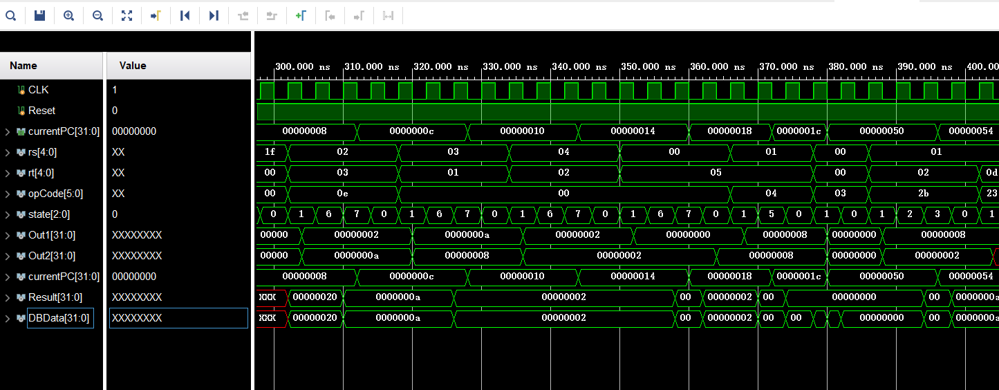 Name Value 300.000 ns 310.000 ns 320.000 ns 330.000 ns 340.000 ns 350.000 ns 360.000 ns 370.000 ns 380.000 ns 390.000 ns 400.00
CLK 1
Reset 0
currentPC[31:0] 00000000 00000008 0000000c 00000010 00000014 00000018 0000001c 00000050 00000054
rs[4:0] XX 1f 02 03 04 00 01 00 01
rt[4:0] XX 00 03 01 02 05 00 02 0d
opCode[5:0] XX 00 0e 00 04 03 2b 23
state[2:0] 0 0 1 6 7 0 1 6 7 0 1 6 7 0 1 6 7 0 1 5 0 1 0 1 2 3 0 1
Out1[31:0] XXXXXXXX 00000 00000002 0000000a 00000002 00000000 00000008 00000000 00000008
Out2[31:0] XXXXXXXX 00000 0000000a 00000008 00000002 00000008 00000000 00000002
currentPC[31:0] 00000000 00000008 0000000c 00000010 00000014 00000018 0000001c 00000050 00000054
Result[31:0] XXXXXXXX XXX 00000020 0000000a 00000002 00 00000002 00 00000000 00 0000000a
DBData[31:0] XXXXXXXX XXX 00000020 0000000a 00000002 00 00000002 00 00 00000000 00 0000000a